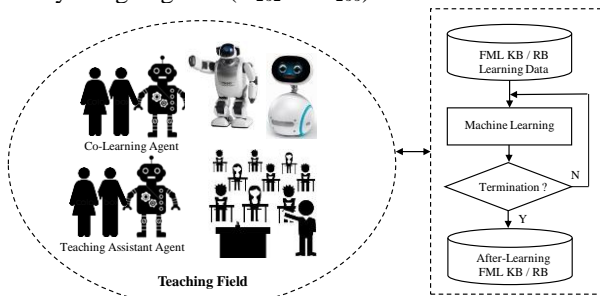 Co-Learning Agent
Teaching Assistant Agent
Teaching Field
FML KB / RB
Learning Data
Machine Learning
Termination ?
N
Y
After-Learning
FML KB / RB